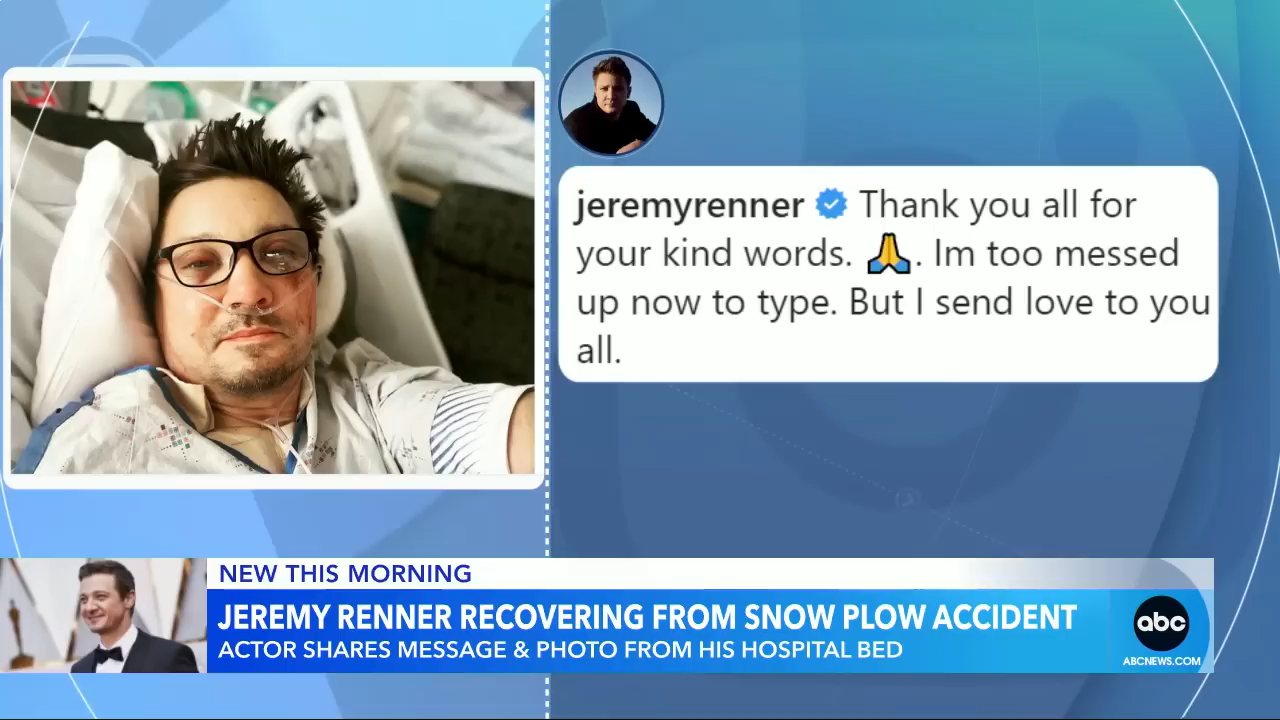 jeremyrenner Thank you all for
your kind words. 🙏. Im too messed
up now to type. But I send love to you
all.
NEW THIS MORNING
JEREMY RENNER RECOVERING FROM SNOW PLOW ACCIDENT
ACTOR SHARES MESSAGE & PHOTO FROM HIS HOSPITAL BED
abc
ABCNEWS.COM